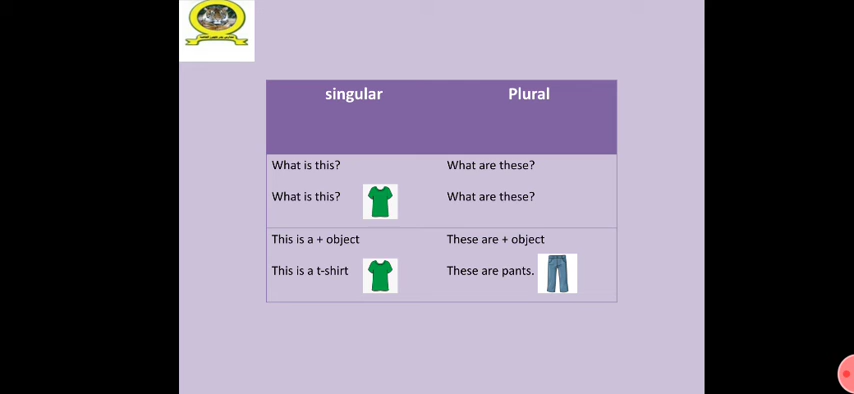 singular
Plural
What is this?
What are these?
What is this?
What are these?
This is a + object
These are + object
This is a t-shirt
These are pants.